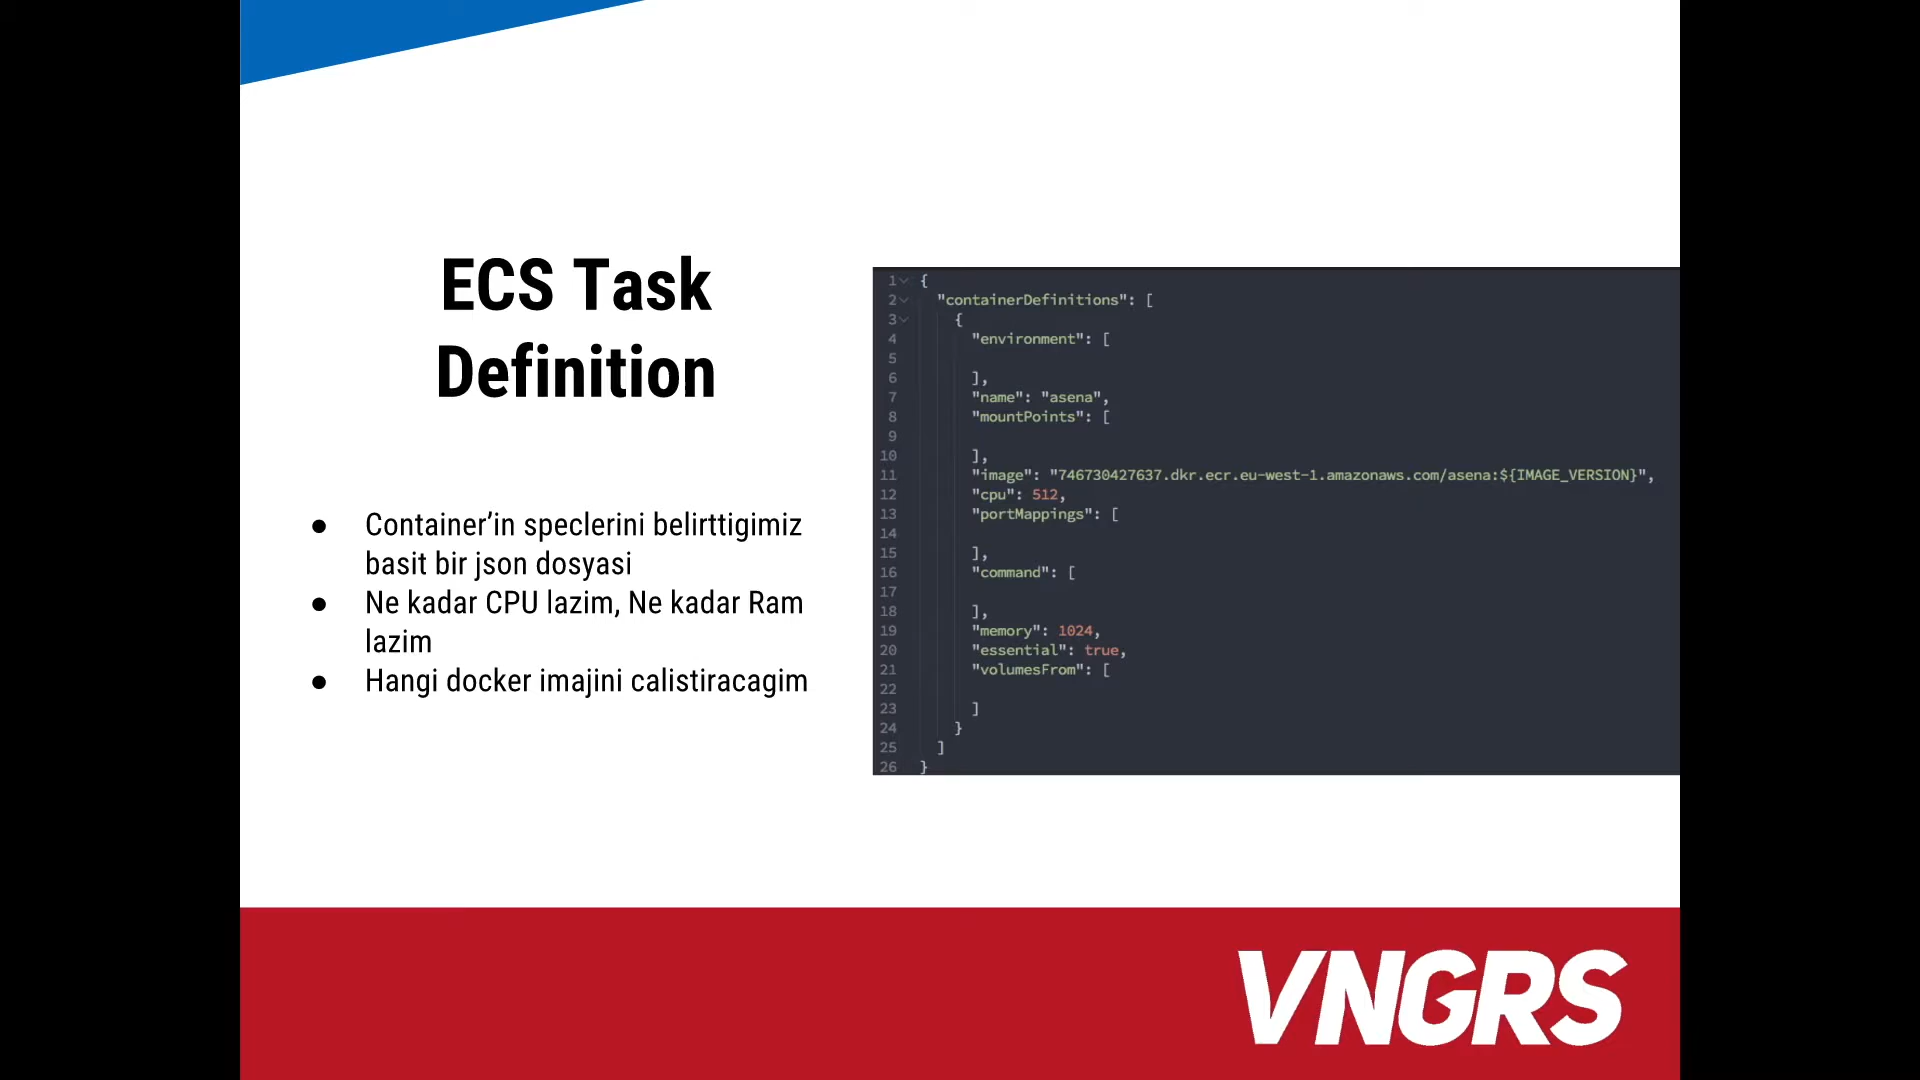 ECS Task
Definition
● Container’in speclerini belirttigimiz
basit bir json dosyasi
● Ne kadar CPU lazim, Ne kadar Ram
lazim
● Hangi docker imajini calistiracagim
1 {
2 "containerDefinitions": [
3 {
4 "environment": [
5
6 ],
7 "name": "asena",
8 "mountPoints": [
9
10 ],
11 "image": "746730427637.dkr.ecr.eu-west-1.amazonaws.com/asena:${IMAGE_VERSION}",
12 "cpu": 512,
13 "portMappings": [
14
15 ],
16 "command": [
17
18 ],
19 "memory": 1024,
20 "essential": true,
21 "volumesFrom": [
22
23 ]
24 }
25 ]
26 }
VNGRS